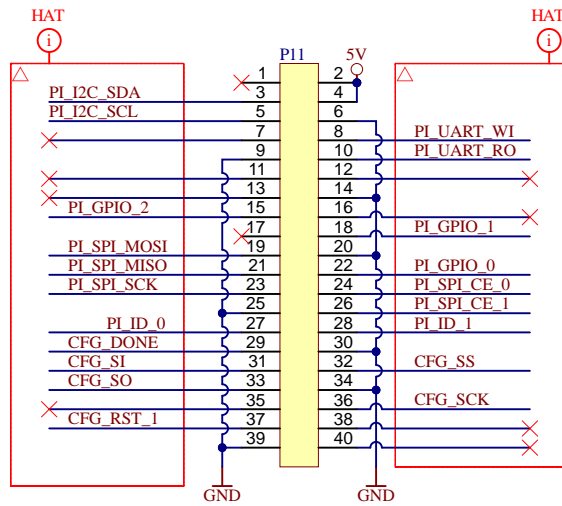 HAT HAT
i i
P11 5V
1 2
PI_I2C_SDA 3 4
PI_I2C_SCL 5 6
7 8 PI_UART_WI
9 10 PI_UART_RO
11 12
13 14
PI_GPIO_2 15 16
17 18 PI_GPIO_1
PI_SPI_MOSI 19 20
PI_SPI_MISO 21 22 PI_GPIO_0
PI_SPI_SCK 23 24 PI_SPI_CE_0
25 26 PI_SPI_CE_1
PI_ID_0 27 28 PI_ID_1
CFG_DONE 29 30
CFG_SI 31 32 CFG_SS
CFG_SO 33 34
35 36 CFG_SCK
CFG_RST_1 37 38
39 40
GND GND